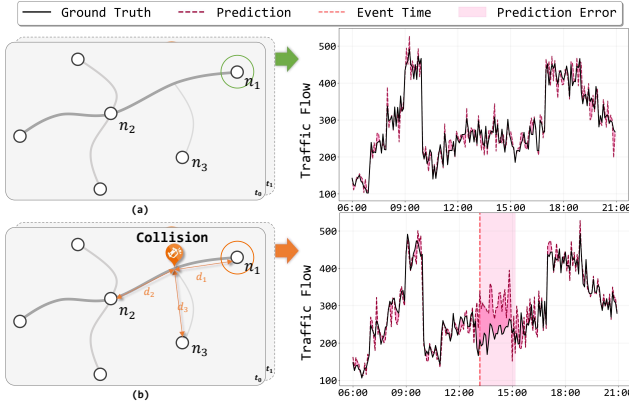 Ground Truth Prediction Event Time Prediction Error
n1
n2
n3
t0
t1
(a)
Traffic Flow
500
400
300
200
100
06:00 09:00 12:00 15:00 18:00 21:00
Collision
n1
d1
d2
n2
d3
n3
t0
t1
(b)
Traffic Flow
500
400
300
200
100
06:00 09:00 12:00 15:00 18:00 21:00